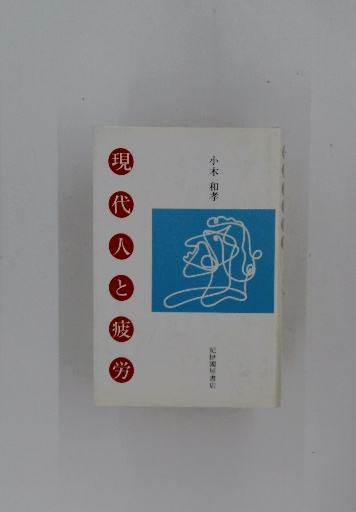 現代人と疲労
小木 和孝
紀伊國屋書店